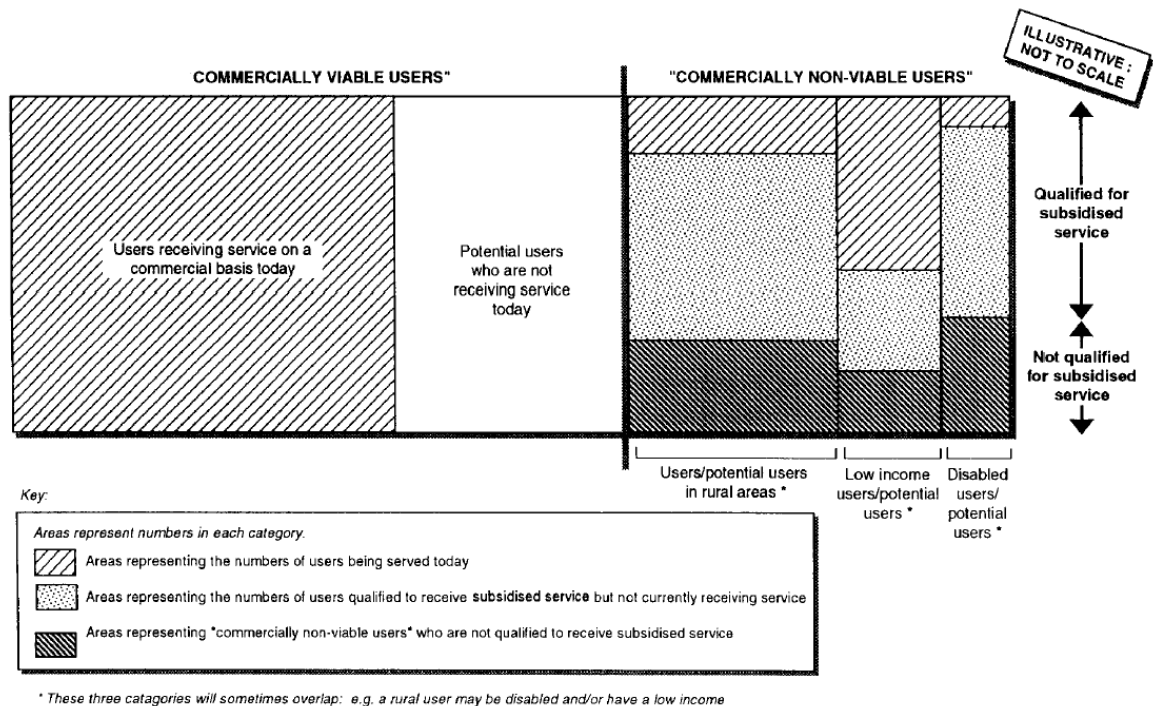 ILLUSTRATIVE :
NOT TO SCALE
COMMERCIALLY VIABLE USERS"
"COMMERCIALLY NON-VIABLE USERS"
Users receiving service on a
commercial basis today
Potential users
who are not
receiving service
today
Qualified for
subsidised
service
Not qualified
for subsidised
service
Users/potential users
in rural areas *
Low income
users/potential
users *
Disabled
users/
potential
users *
Key:
Areas represent numbers in each category.
Areas representing the numbers of users being served today
Areas representing the numbers of users qualified to receive subsidised service but not currently receiving service
Areas representing "commercially non-viable users" who are not qualified to receive subsidised service
* These three catagories will sometimes overlap: e.g. a rural user may be disabled and/or have a low income